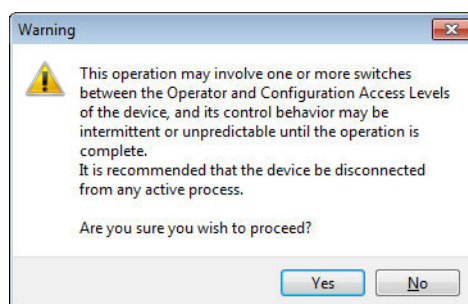 Warning
This operation may involve one or more switches
between the Operator and Configuration Access Levels
of the device, and its control behavior may be
intermittent or unpredictable until the operation is
complete.
It is recommended that the device be disconnected
from any active process.
Are you sure you wish to proceed?
Yes
No